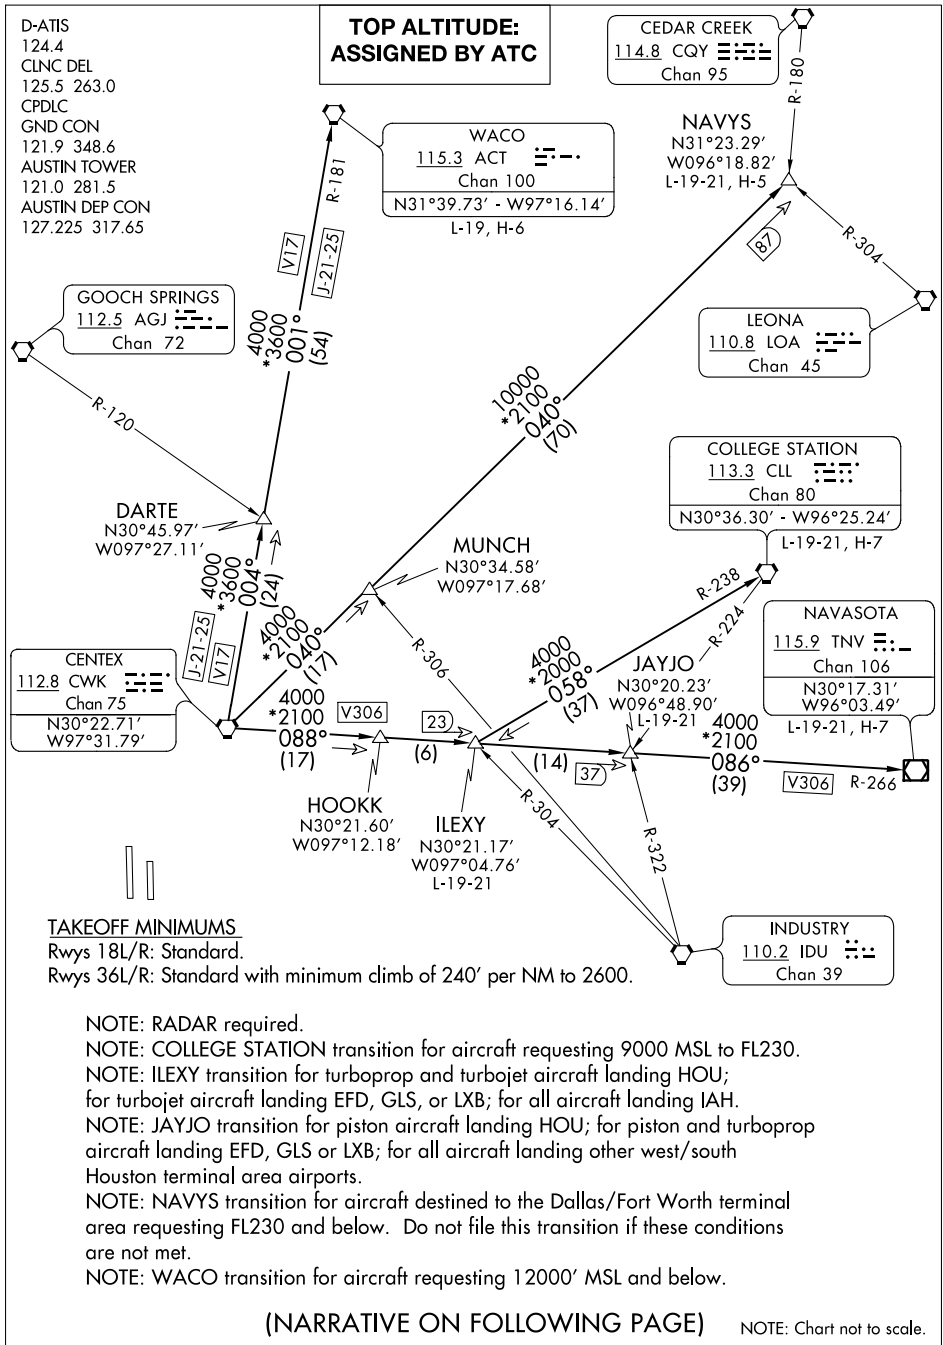 D-ATIS
124.4
CLNC DEL
125.5 263.0
CPDLC
GND CON
121.9 348.6
AUSTIN TOWER
121.0 281.5
AUSTIN DEP CON
127.225 317.65
TOP ALTITUDE:
ASSIGNED BY ATC
CEDAR CREEK
114.8 CQY
Chan 95
R-180
NAVYS
N31°23.29'
W096°18.82'
L-19-21, H-5
WACO
115.3 ACT
Chan 100
N31°39.73' - W97°16.14'
L-19, H-6
R-181
V17
J-21-25
87
R-304
GOOCH SPRINGS
112.5 AGJ
Chan 72
4000
*3600
001°
(54)
LEONA
110.8 LOA
Chan 45
R-120
10000
*2100
040°
(70)
COLLEGE STATION
113.3 CLL
Chan 80
N30°36.30' - W96°25.24'
L-19-21, H-7
DARTE
N30°45.97'
W097°27.11'
MUNCH
N30°34.58'
W097°17.68'
4000
*3600
004°
(24)
R-238
R-224
NAVASOTA
115.9 TNV
Chan 106
N30°17.31'
W96°03.49'
L-19-21, H-7
J-21-25
V17
4000
*2100
040°
(17)
R-306
4000
*2000
058°
(37)
JAYJO
N30°20.23'
W096°48.90'
L-19-21
CENTEX
112.8 CWK
Chan 75
N30°22.71'
W97°31.79'
4000
*2100
088°
(17)
V306
23
(6)
(14)
37
4000
*2100
086°
(39)
V306
R-266
HOOKK
N30°21.60'
W097°12.18'
ILEXY
N30°21.17'
W097°04.76'
L-19-21
R-304
R-322
INDUSTRY
110.2 IDU
Chan 39
TAKEOFF MINIMUMS
Rwys 18L/R: Standard.
Rwys 36L/R: Standard with minimum climb of 240' per NM to 2600.
NOTE: RADAR required.
NOTE: COLLEGE STATION transition for aircraft requesting 9000 MSL to FL230.
NOTE: ILEXY transition for turboprop and turbojet aircraft landing HOU;
for turbojet aircraft landing EFD, GLS, or LXB; for all aircraft landing IAH.
NOTE: JAYJO transition for piston aircraft landing HOU; for piston and turboprop
aircraft landing EFD, GLS or LXB; for all aircraft landing other west/south
Houston terminal area airports.
NOTE: NAVYS transition for aircraft destined to the Dallas/Fort Worth terminal
area requesting FL230 and below. Do not file this transition if these conditions
are not met.
NOTE: WACO transition for aircraft requesting 12000' MSL and below.
(NARRATIVE ON FOLLOWING PAGE)
NOTE: Chart not to scale.